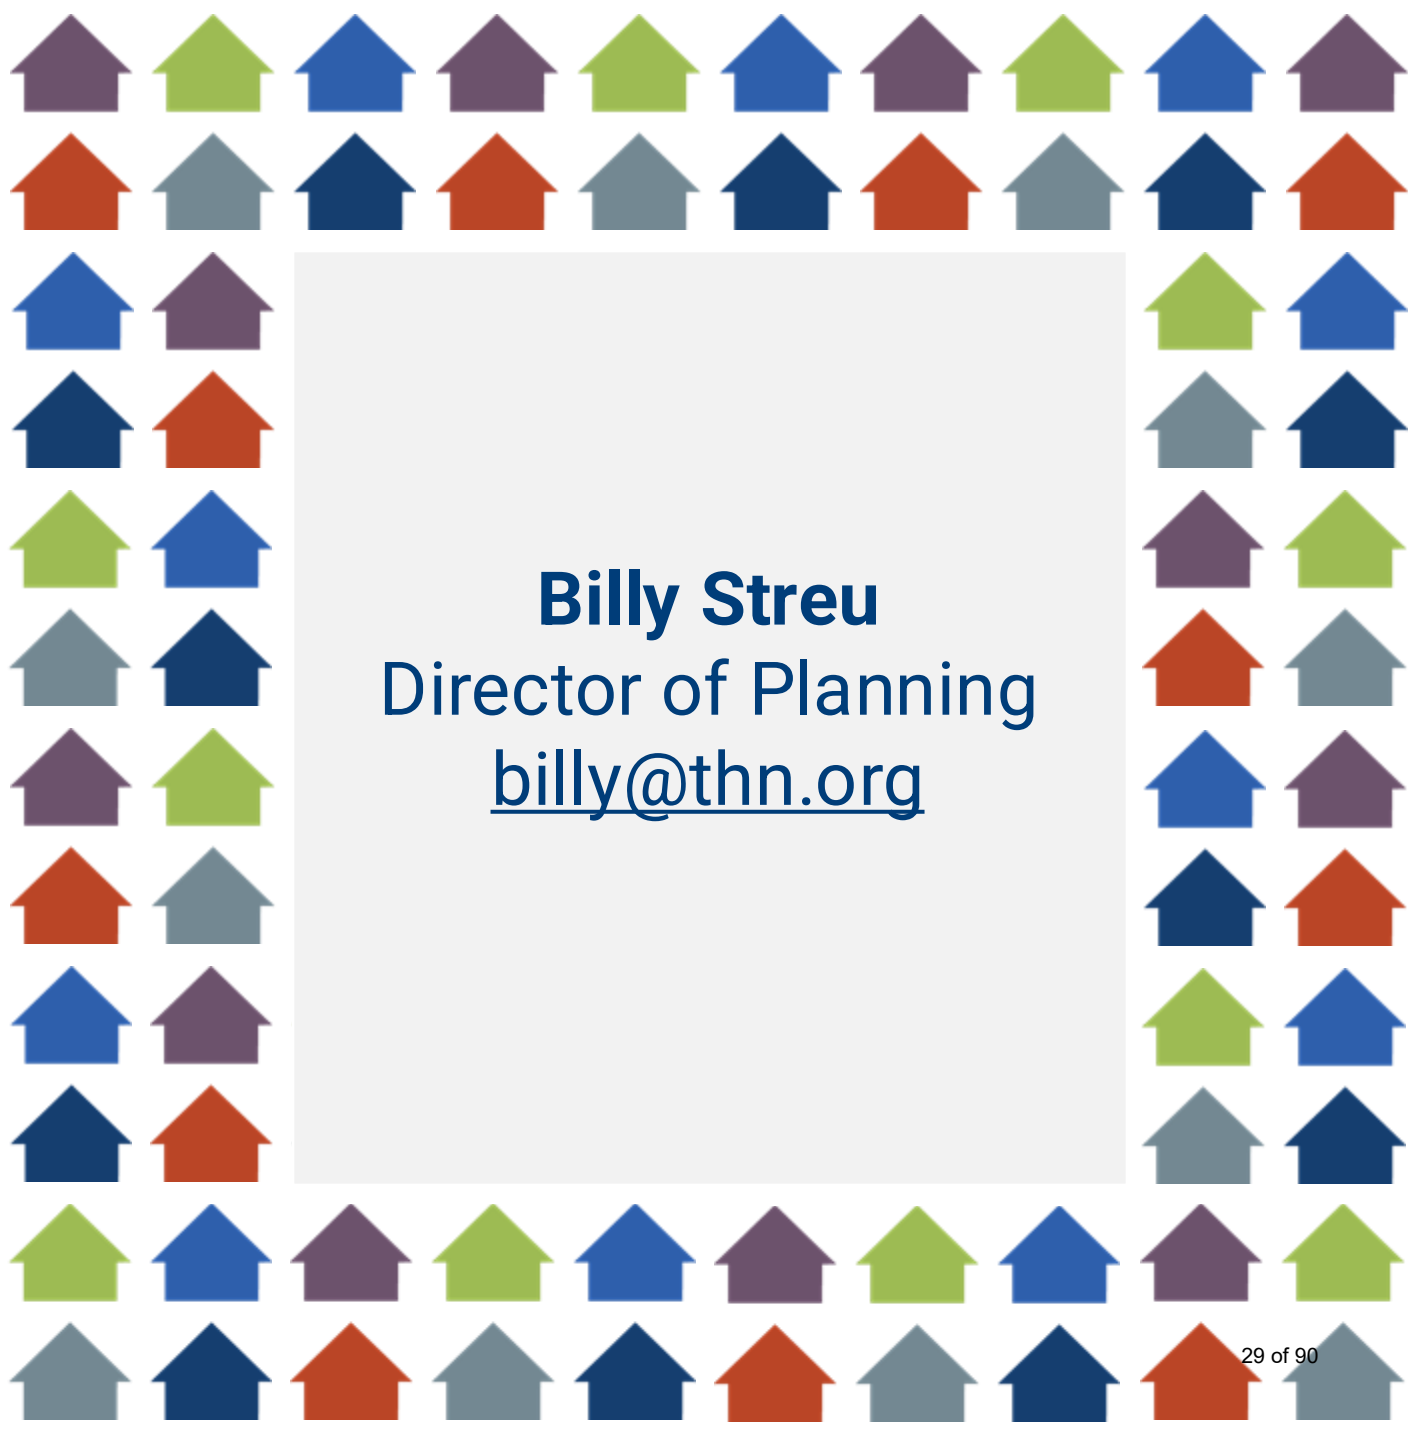 Billy Streu
Director of Planning
billy@thn.org
29 of 90